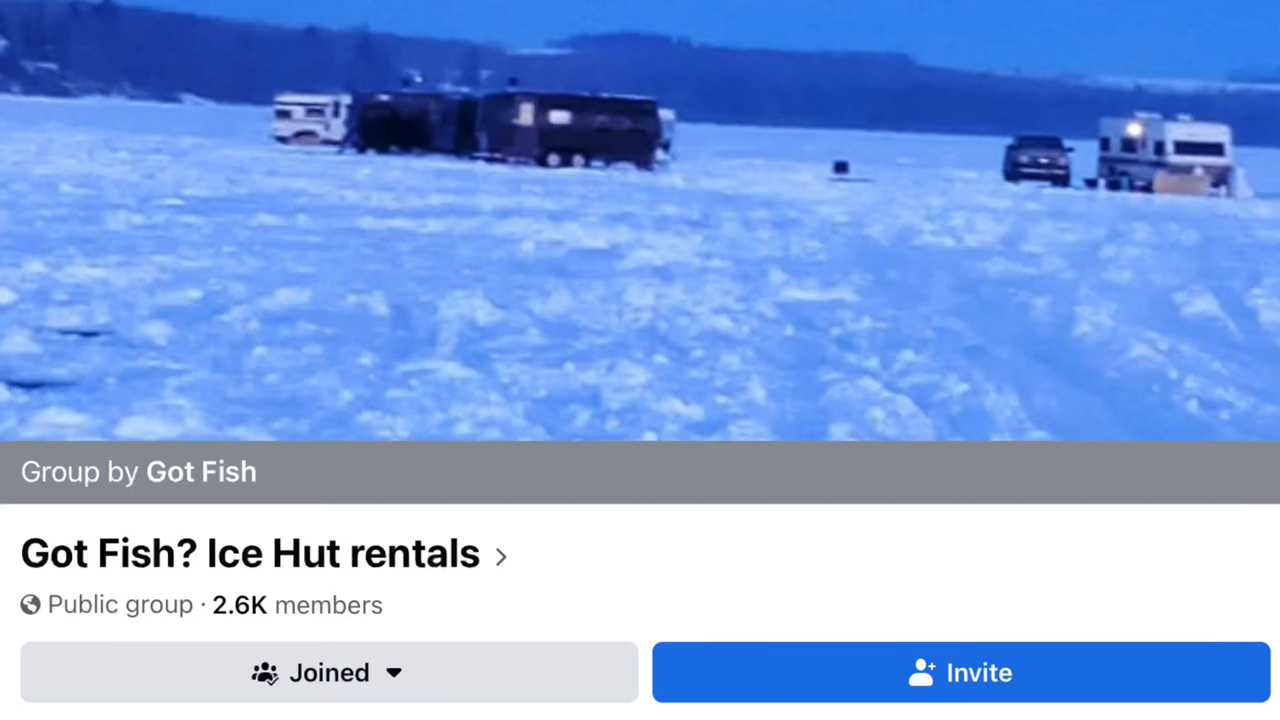 Group by Got Fish
Got Fish? Ice Hut rentals
Public group · 2.6K members
Joined
Invite